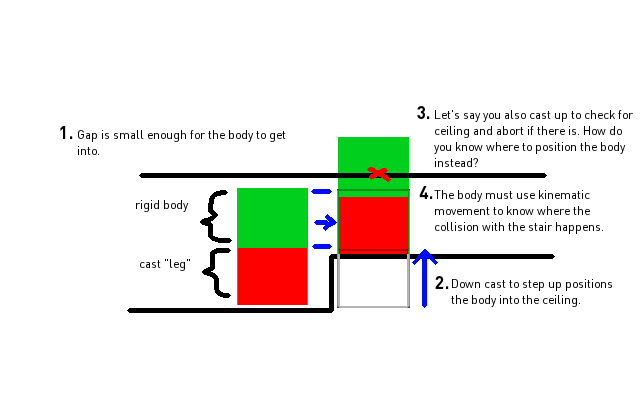 1. Gap is small enough for the body to get
into.
rigid body
cast "leg"
3. Let's say you also cast up to check for
ceiling and abort if there is. How do
you know where to position the body
instead?
4. The body must use kinematic
movement to know where the
collision with the stair happens.
2. Down cast to step up positions
the body into the ceiling.